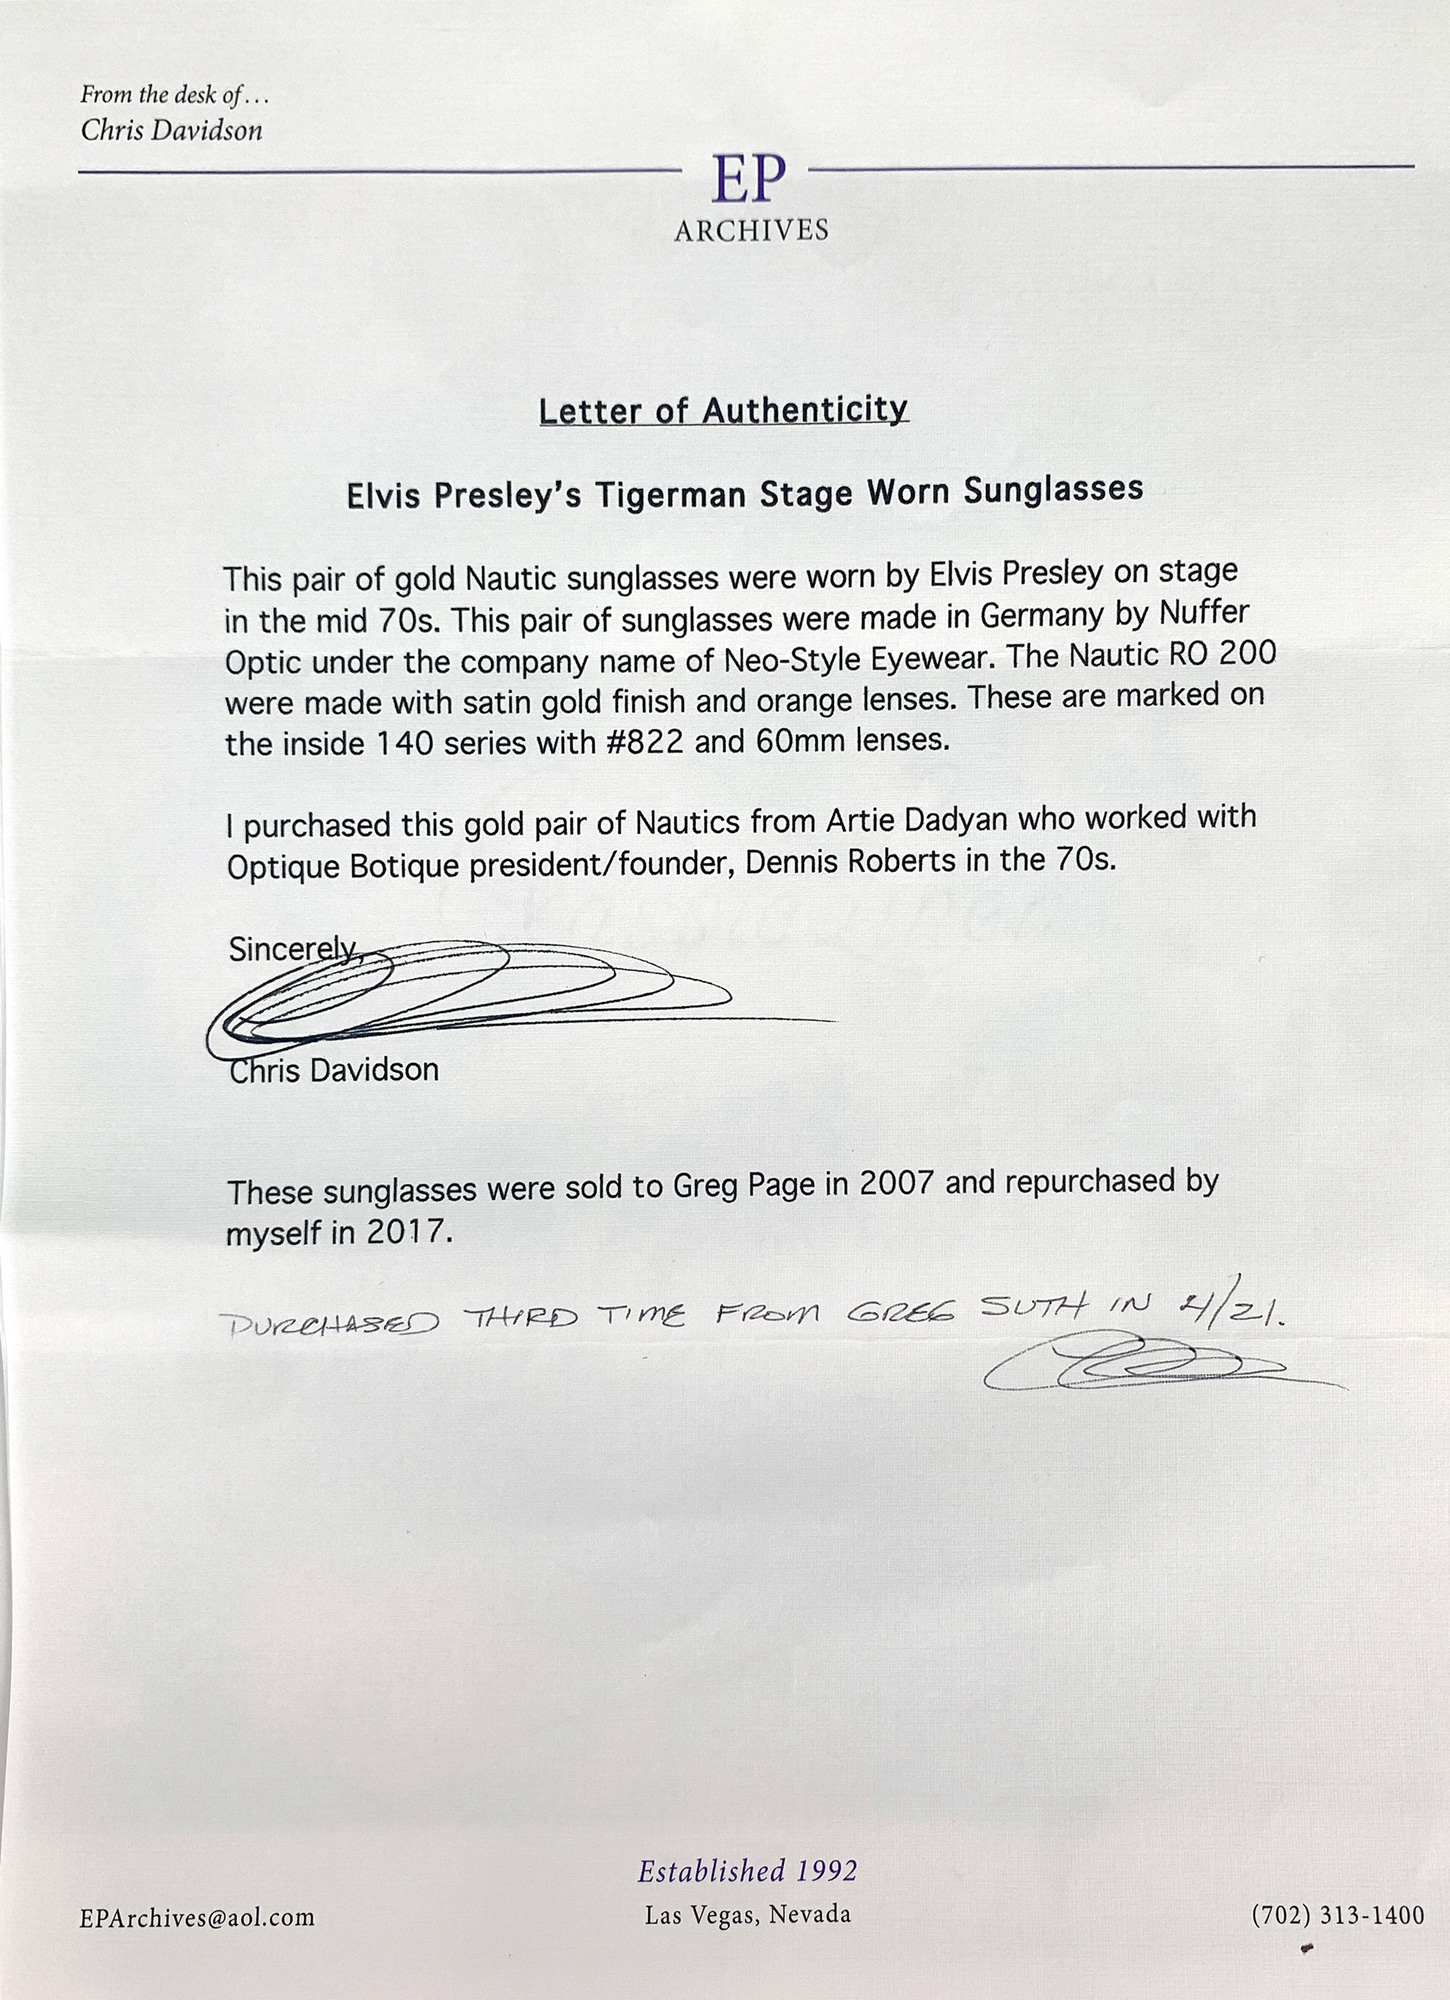 From the desk of...
Chris Davidson
EP
ARCHIVES
Letter of Authenticity
Elvis Presley's Tigerman Stage Worn Sunglasses
This pair of gold Nautic sunglasses were worn by Elvis Presley on stage
in the mid 70s. This pair of sunglasses were made in Germany by Nuffer
Optic under the company name of Neo-Style Eyewear. The Nautic RO 200
were made with satin gold finish and orange lenses. These are marked on
the inside 140 series with #822 and 60mm lenses.
I purchased this gold pair of Nautics from Artie Dadyan who worked with
Optique Botique president/founder, Dennis Roberts in the 70s.
Sincerely,
Chris Davidson
These sunglasses were sold to Greg Page in 2007 and repurchased by
myself in 2017.
PURCHASED THIRD TIME FROM GREG SUTH IN 4/21.
Established 1992
EPArchives@aol.com Las Vegas, Nevada (702) 313-1400